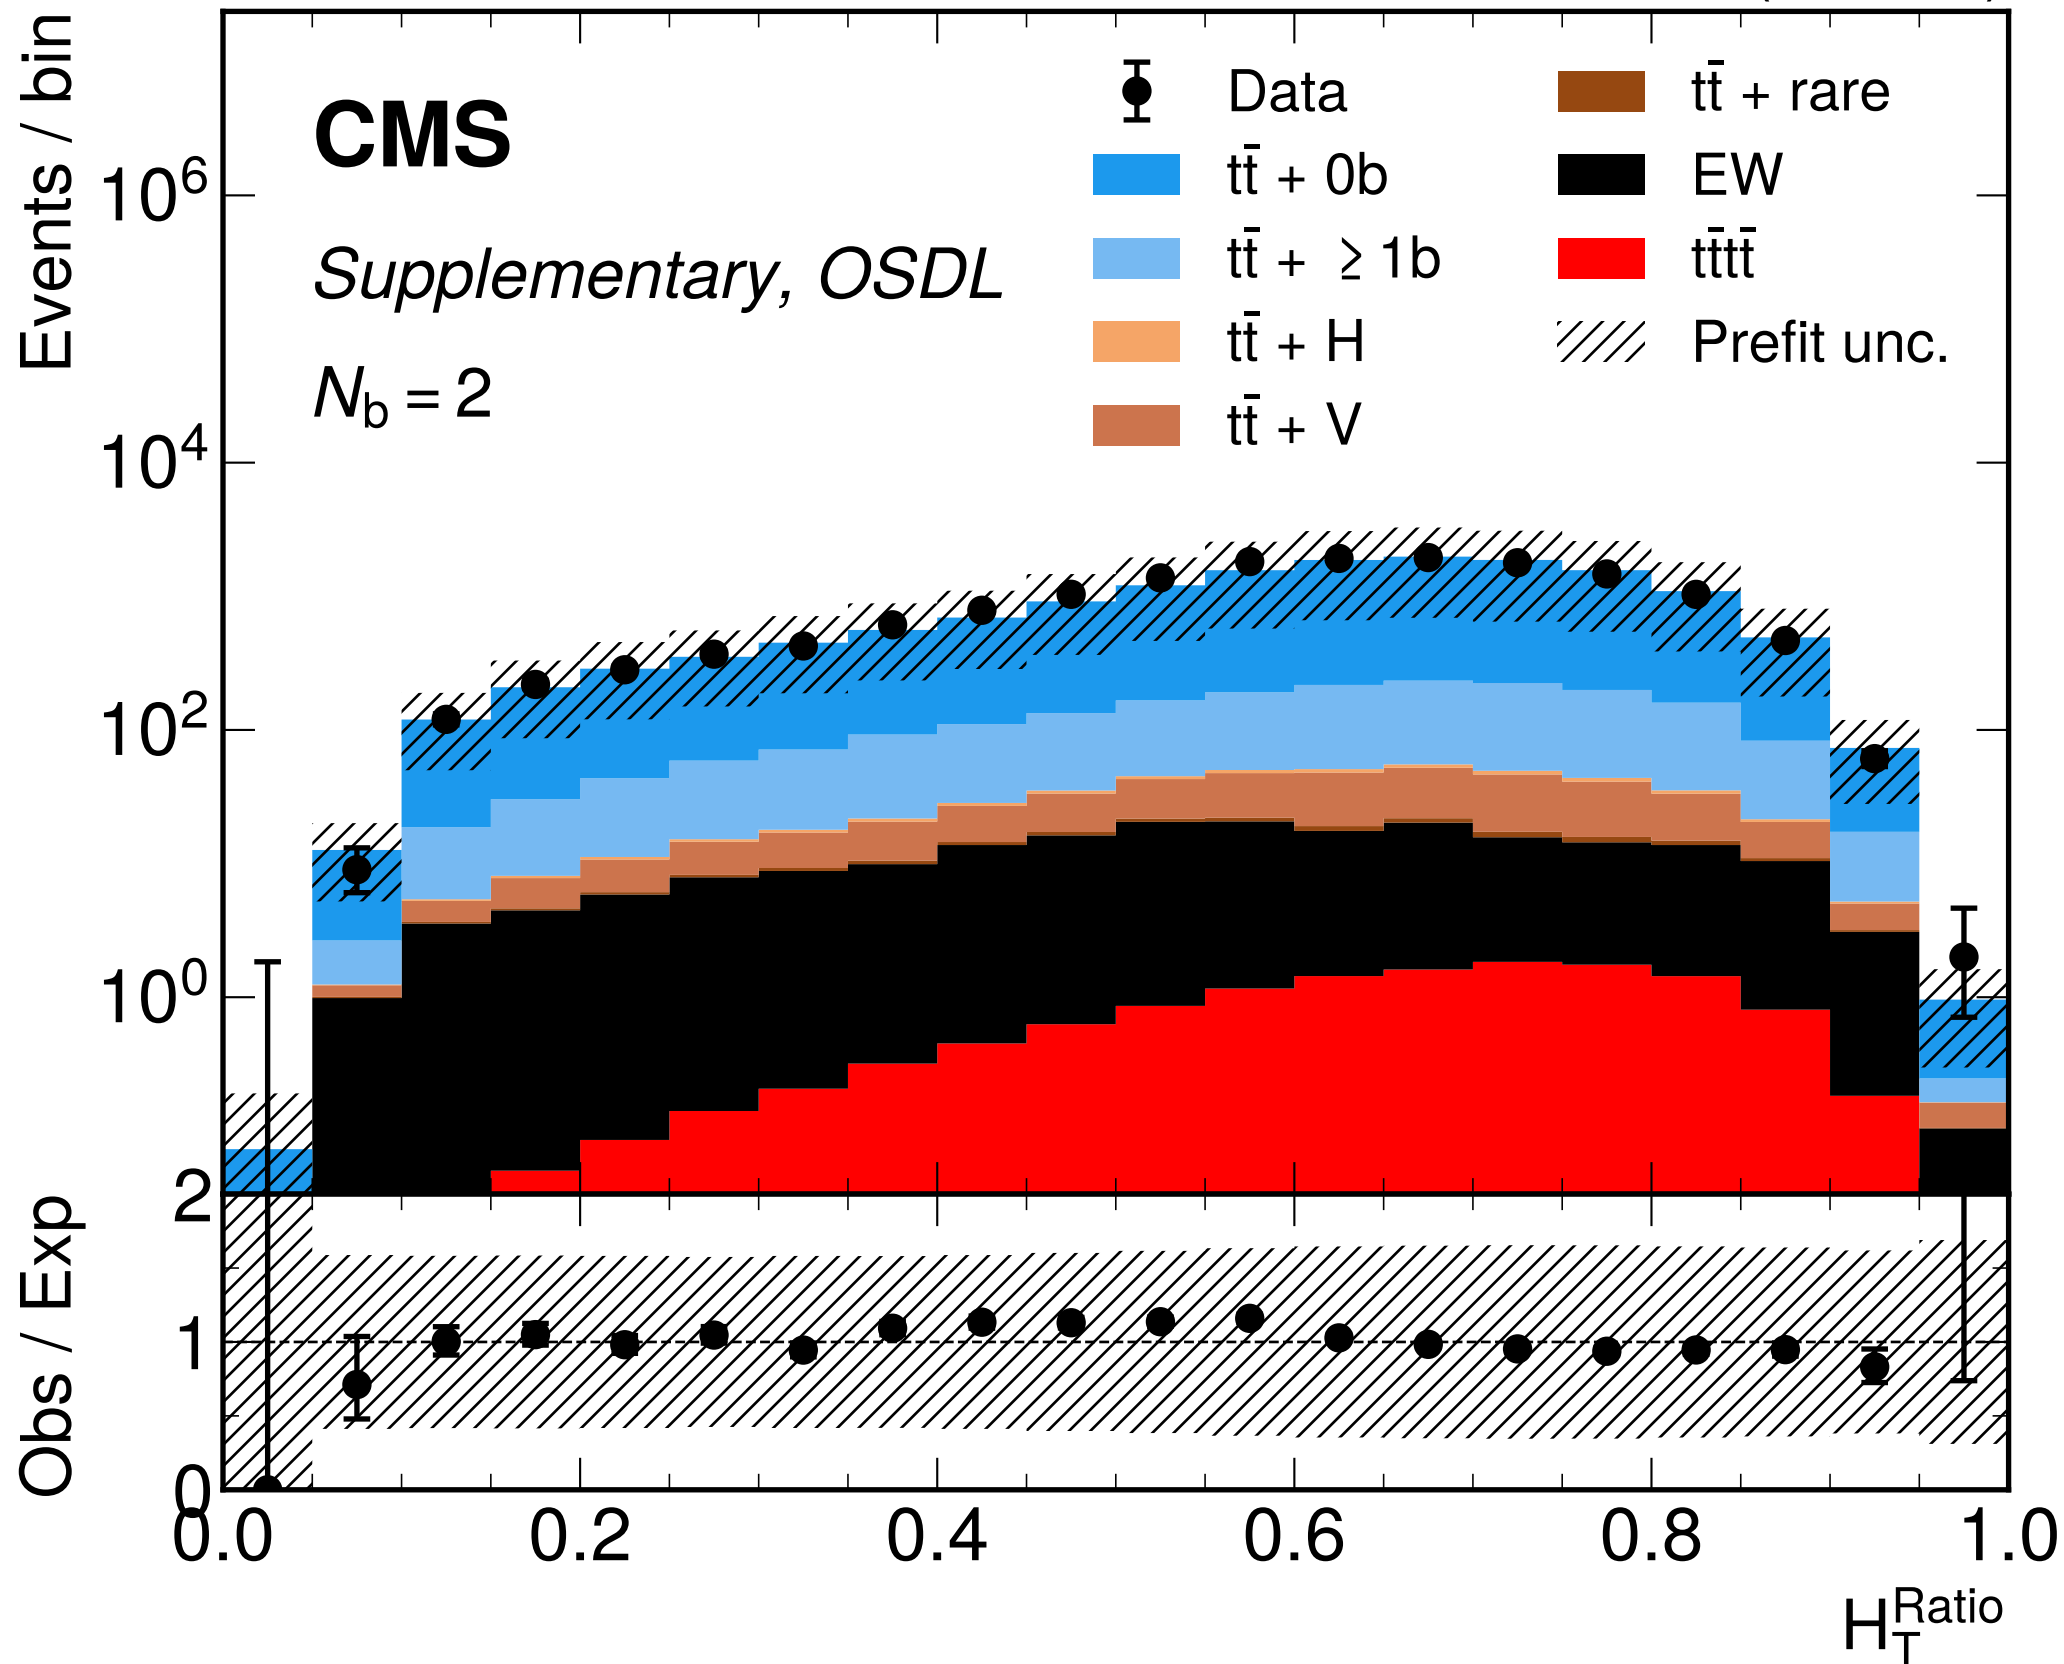 Events / bin
CMS
Supplementary, OSDL
N_b = 2
Data
tt̄ + 0b
tt̄ + ≥ 1b
tt̄ + H
tt̄ + V
tt̄ + rare
EW
tt̄tt̄
Prefit unc.
10^6
10^4
10^2
10^0
Obs / Exp
2
1
0
0.0 0.2 0.4 0.6 0.8 1.0
H_T^Ratio